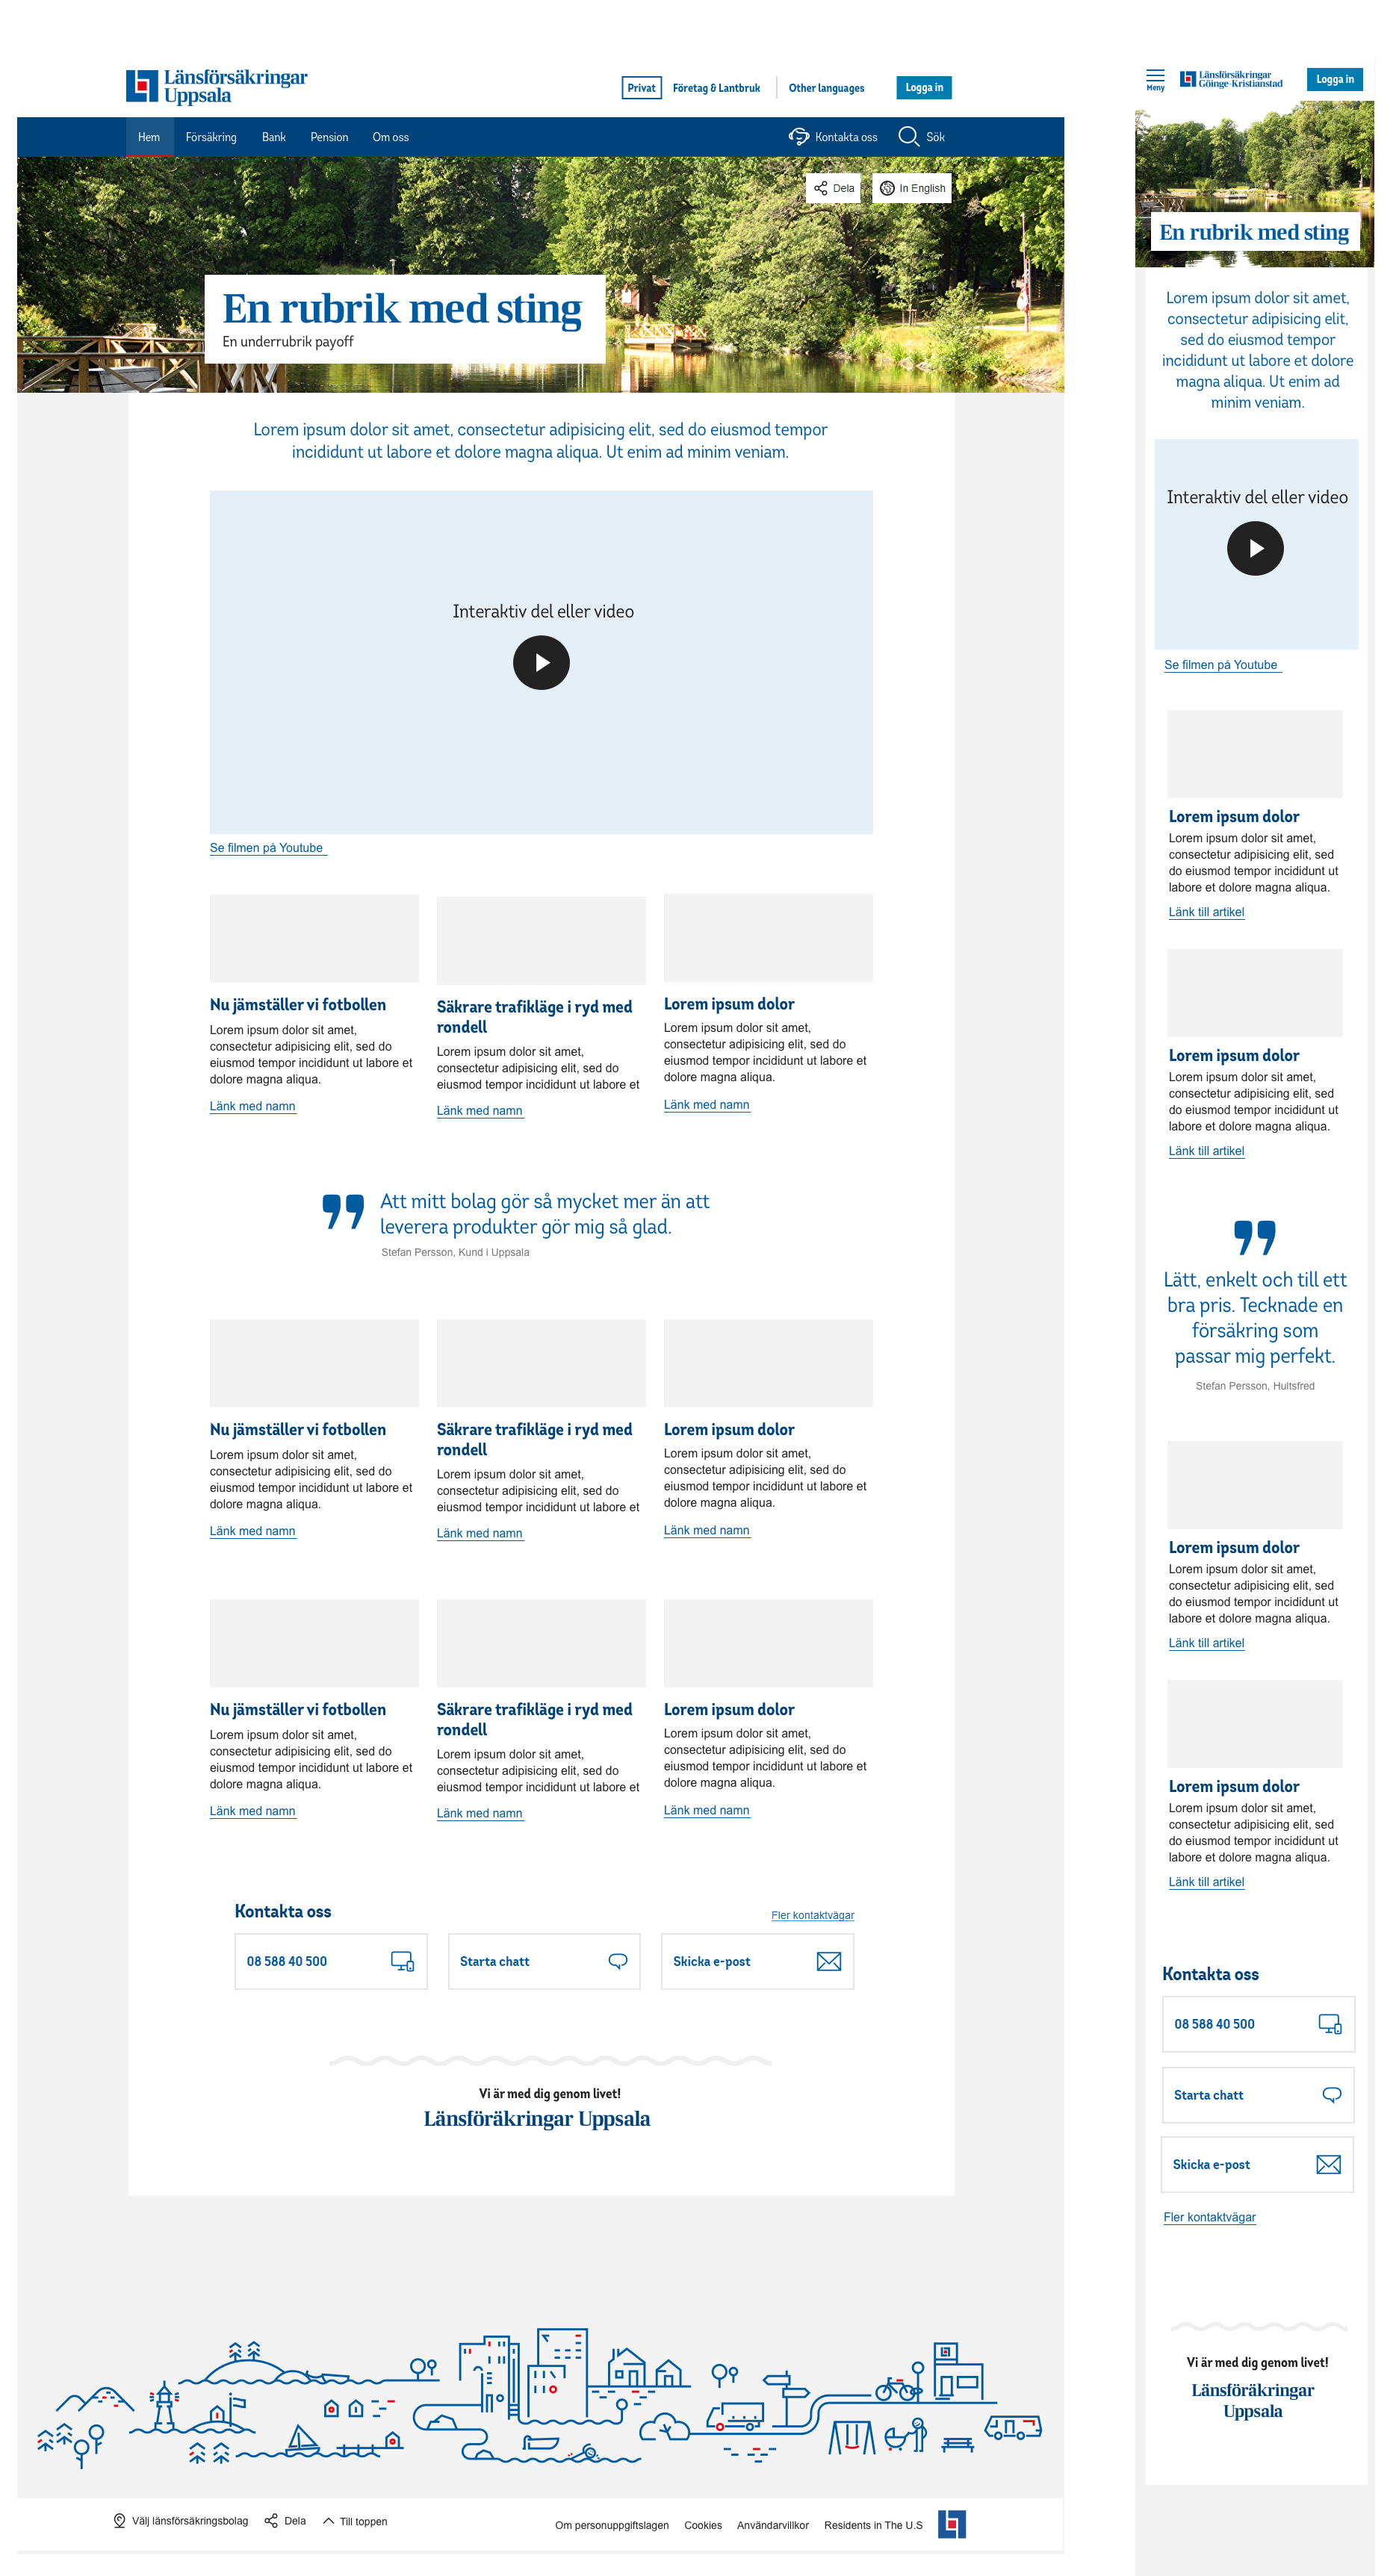 Länsförsäkringar
Uppsala
Privat
Företag & Lantbruk
Other languages
Logga in
Hem
Försäkring
Bank
Pension
Om oss
Kontakta oss
Sök
Dela
In English
En rubrik med sting
En underrubrik payoff
Lorem ipsum dolor sit amet, consectetur adipisicing elit, sed do eiusmod tempor
incididunt ut labore et dolore magna aliqua. Ut enim ad minim veniam.
Interaktiv del eller video
Se filmen på Youtube
Nu jämställer vi fotbollen
Lorem ipsum dolor sit amet,
consectetur adipisicing elit, sed do
eiusmod tempor incididunt ut labore et
dolore magna aliqua.
Länk med namn
Säkrare trafikläge i ryd med
rondell
Lorem ipsum dolor sit amet,
consectetur adipisicing elit, sed do
eiusmod tempor incididunt ut labore et
Länk med namn
Lorem ipsum dolor
Lorem ipsum dolor sit amet,
consectetur adipisicing elit, sed do
eiusmod tempor incididunt ut labore et
dolore magna aliqua.
Länk med namn
Att mitt bolag gör så mycket mer än att
leverera produkter gör mig så glad.
Stefan Persson, Kund i Uppsala
Nu jämställer vi fotbollen
Lorem ipsum dolor sit amet,
consectetur adipisicing elit, sed do
eiusmod tempor incididunt ut labore et
dolore magna aliqua.
Länk med namn
Säkrare trafikläge i ryd med
rondell
Lorem ipsum dolor sit amet,
consectetur adipisicing elit, sed do
eiusmod tempor incididunt ut labore et
Länk med namn
Lorem ipsum dolor
Lorem ipsum dolor sit amet,
consectetur adipisicing elit, sed do
eiusmod tempor incididunt ut labore et
dolore magna aliqua.
Länk med namn
Nu jämställer vi fotbollen
Lorem ipsum dolor sit amet,
consectetur adipisicing elit, sed do
eiusmod tempor incididunt ut labore et
dolore magna aliqua.
Länk med namn
Säkrare trafikläge i ryd med
rondell
Lorem ipsum dolor sit amet,
consectetur adipisicing elit, sed do
eiusmod tempor incididunt ut labore et
Länk med namn
Lorem ipsum dolor
Lorem ipsum dolor sit amet,
consectetur adipisicing elit, sed do
eiusmod tempor incididunt ut labore et
dolore magna aliqua.
Länk med namn
Kontakta oss
Fler kontaktvägar
08 588 40 500
Starta chatt
Skicka e-post
Vi är med dig genom livet!
Länsföräkringar Uppsala
Välj länsförsäkringsbolag
Dela
Till toppen
Om personuppgiftslagen
Cookies
Användarvillkor
Residents in The U.S
Meny
Länsförsäkringar
Göinge-Kristianstad
Logga in
En rubrik med sting
Lorem ipsum dolor sit amet,
consectetur adipisicing elit,
sed do eiusmod tempor
incididunt ut labore et dolore
magna aliqua. Ut enim ad
minim veniam.
Interaktiv del eller video
Se filmen på Youtube
Lorem ipsum dolor
Lorem ipsum dolor sit amet,
consectetur adipisicing elit, sed
do eiusmod tempor incididunt ut
labore et dolore magna aliqua.
Länk till artikel
Lorem ipsum dolor
Lorem ipsum dolor sit amet,
consectetur adipisicing elit, sed
do eiusmod tempor incididunt ut
labore et dolore magna aliqua.
Länk till artikel
Lätt, enkelt och till ett
bra pris. Tecknade en
försäkring som
passar mig perfekt.
Stefan Persson, Hultsfred
Lorem ipsum dolor
Lorem ipsum dolor sit amet,
consectetur adipisicing elit, sed
do eiusmod tempor incididunt ut
labore et dolore magna aliqua.
Länk till artikel
Lorem ipsum dolor
Lorem ipsum dolor sit amet,
consectetur adipisicing elit, sed
do eiusmod tempor incididunt ut
labore et dolore magna aliqua.
Länk till artikel
Kontakta oss
08 588 40 500
Starta chatt
Skicka e-post
Fler kontaktvägar
Vi är med dig genom livet!
Länsföräkringar
Uppsala